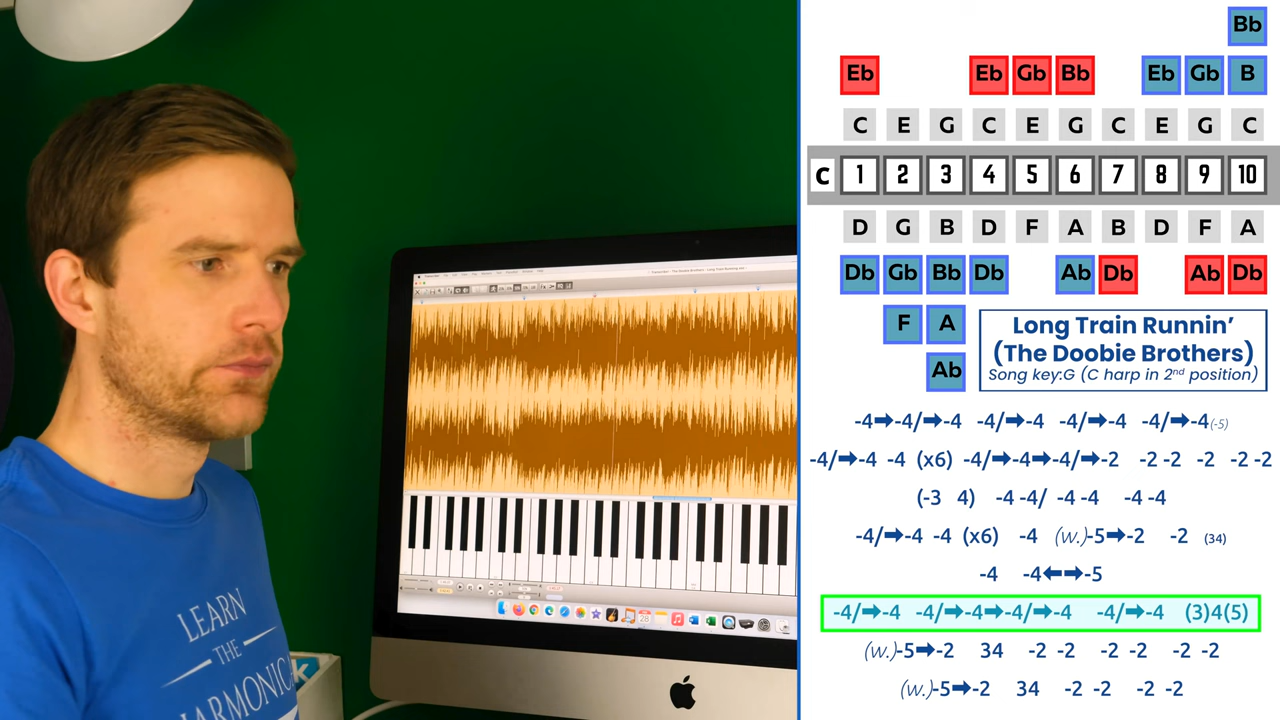 Bb
Eb Eb Gb Bb Eb Gb B
C E G C E G C E G C
C 1 2 3 4 5 6 7 8 9 10
D G B D F A B D F A
Db Gb Bb Db Ab Db Ab Db
F A
Ab
Long Train Runnin’
(The Doobie Brothers)
Song key:G (C harp in 2nd position)
-4➡-4/➡-4 -4/➡-4 -4/➡-4 -4/➡-4(-5)
-4/➡-4 -4 (x6) -4/➡-4➡-4/➡-2 -2 -2 -2 -2 -2
(-3 4) -4 -4/ -4 -4 -4 -4
-4/➡-4 -4 (x6) -4 (w.)-5➡-2 -2 (34)
-4 -4⬅➡-5
-4/➡-4 -4/➡-4➡-4/➡-4 -4/➡-4 (3)4(5)
(w.)-5➡-2 34 -2 -2 -2 -2 -2 -2
(w.)-5➡-2 34 -2 -2 -2 -2
LEARN
THE
HARMONICA